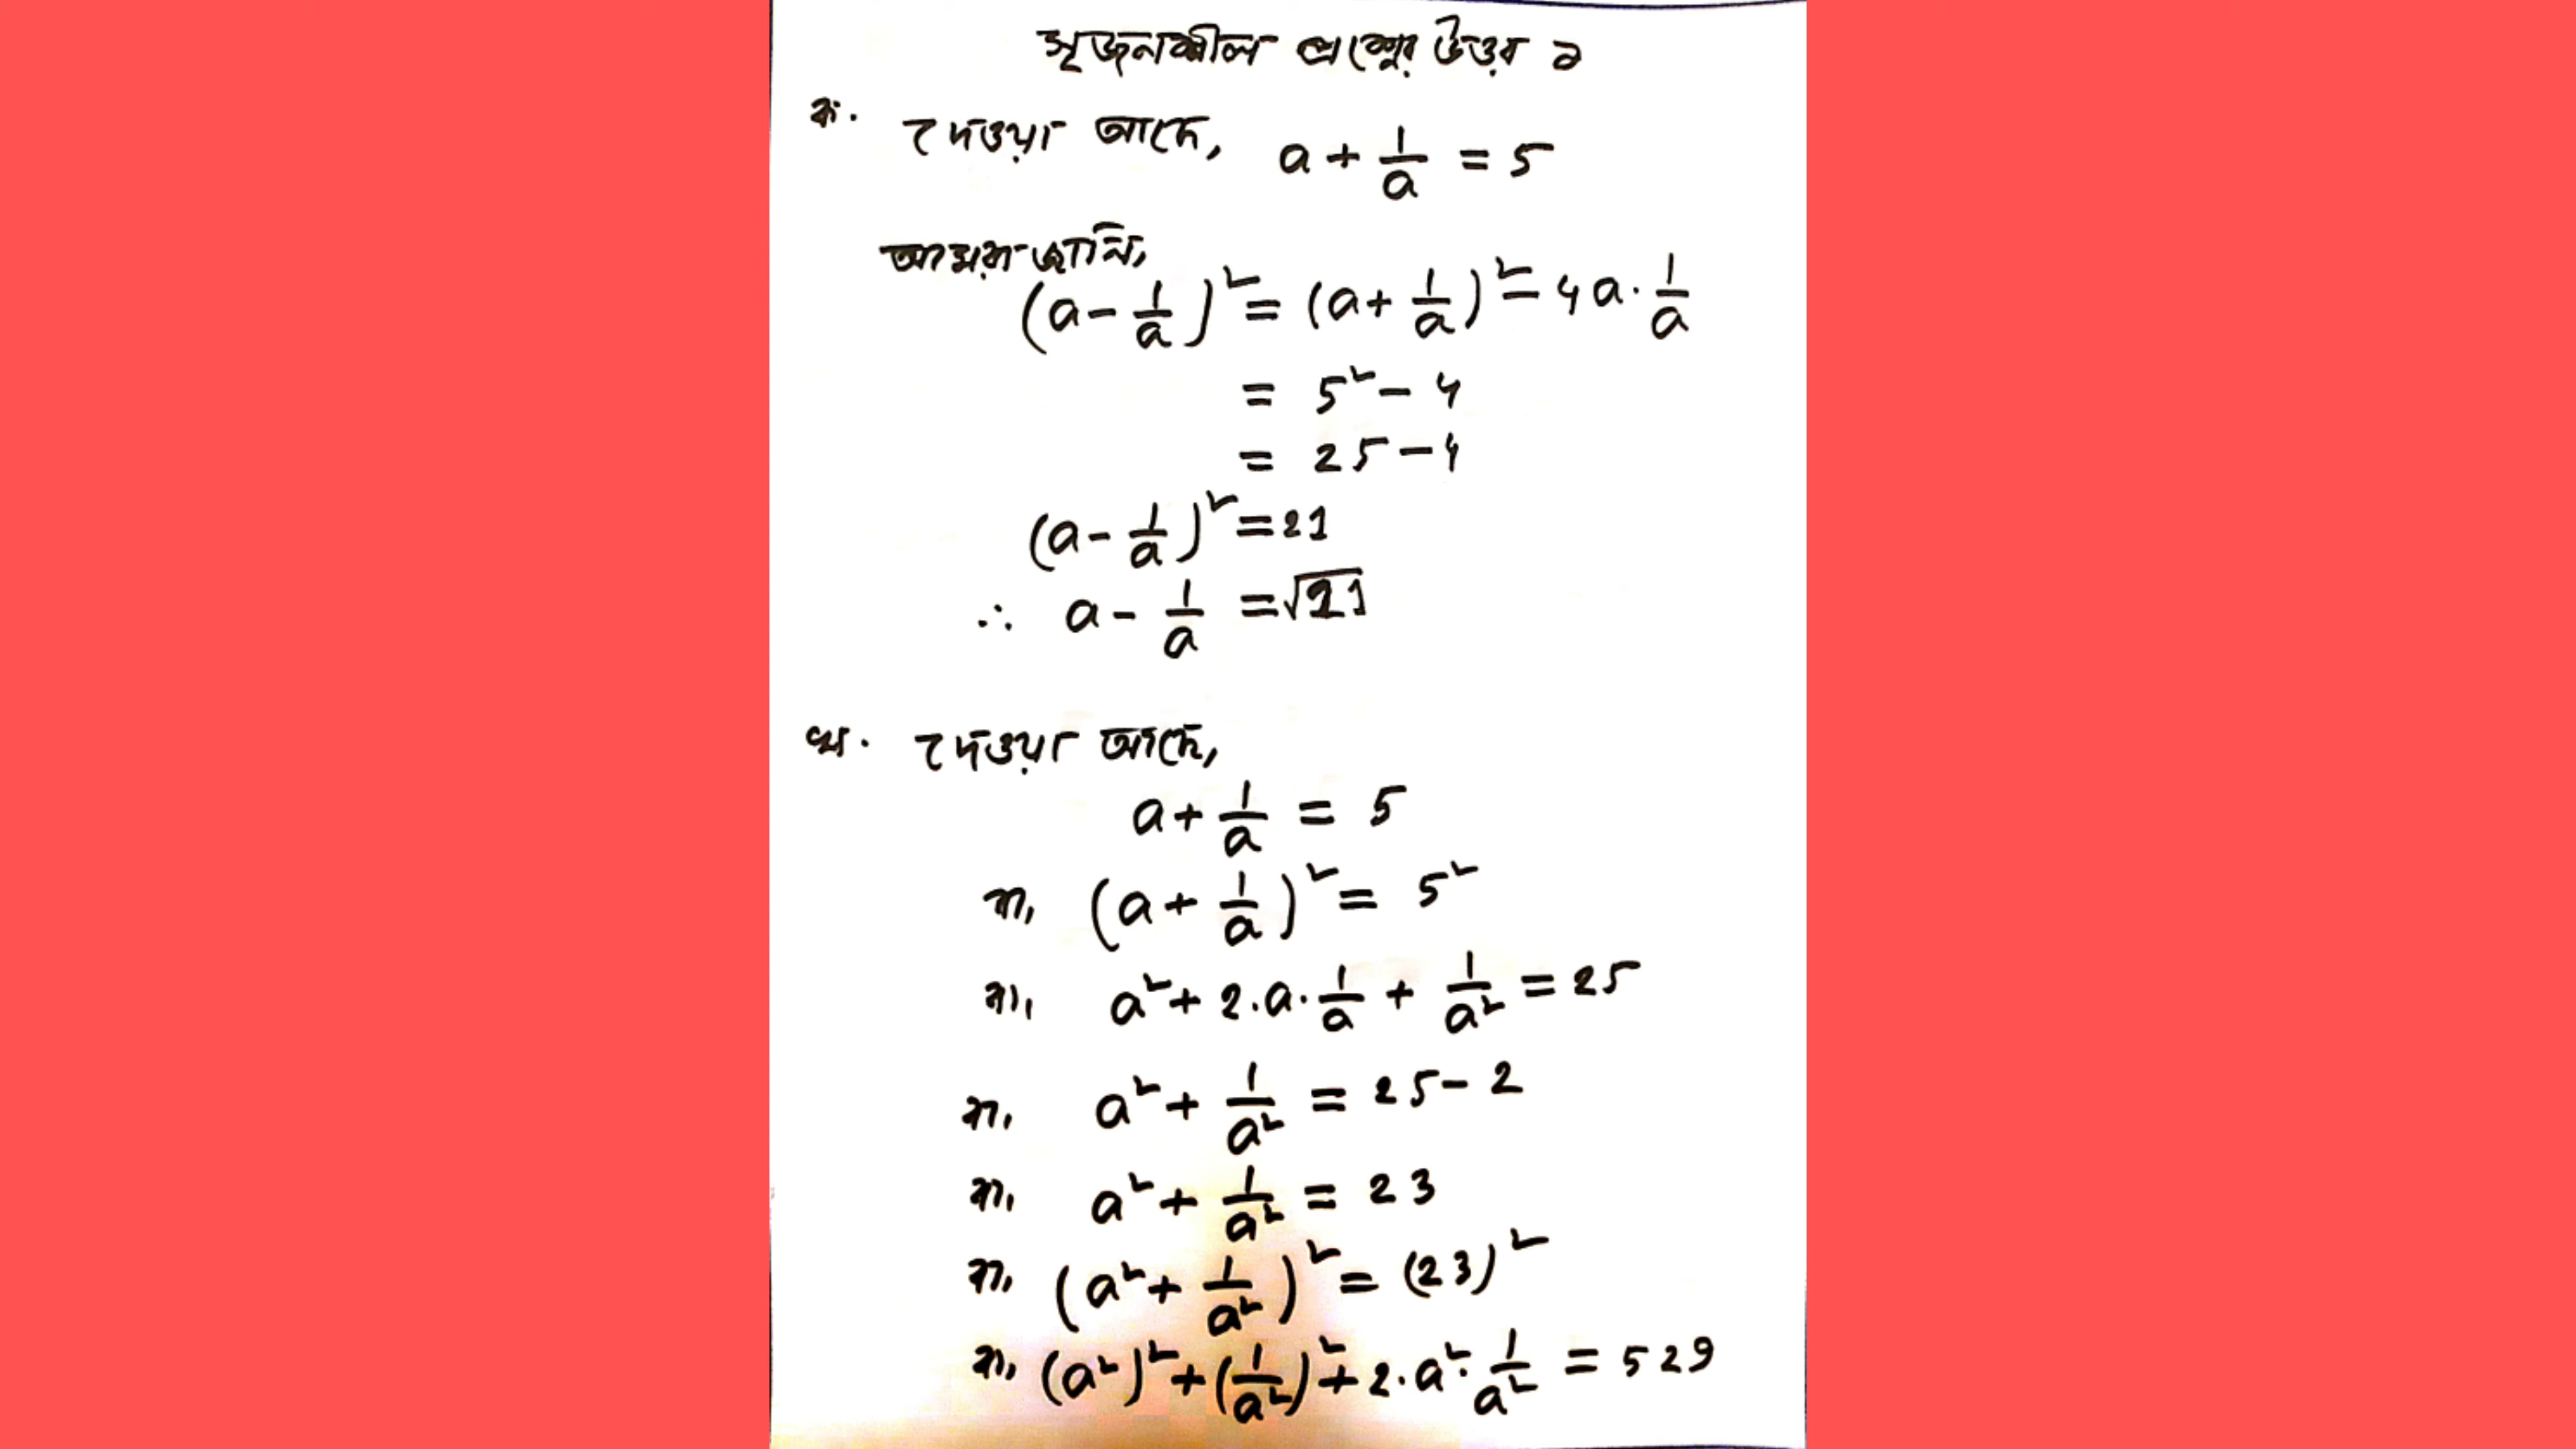 সৃজনশীল প্রশ্নের উত্তর ১
ক. দেওয়া আছে, a + 1/a = 5
আমরা জানি,
(a - 1/a)² = (a + 1/a)² - 4a · 1/a
= 5² - 4
= 25 - 4
(a - 1/a)² = 21
∴ a - 1/a = √21
খ. দেওয়া আছে,
a + 1/a = 5
বা, (a + 1/a)² = 5²
বা, a² + 2.a. 1/a + 1/a² = 25
বা, a² + 1/a² = 25 - 2
বা, a² + 1/a² = 23
বা, (a² + 1/a²)² = (23)²
বা, (a²)² + (1/a²)² + 2.a². 1/a² = 529